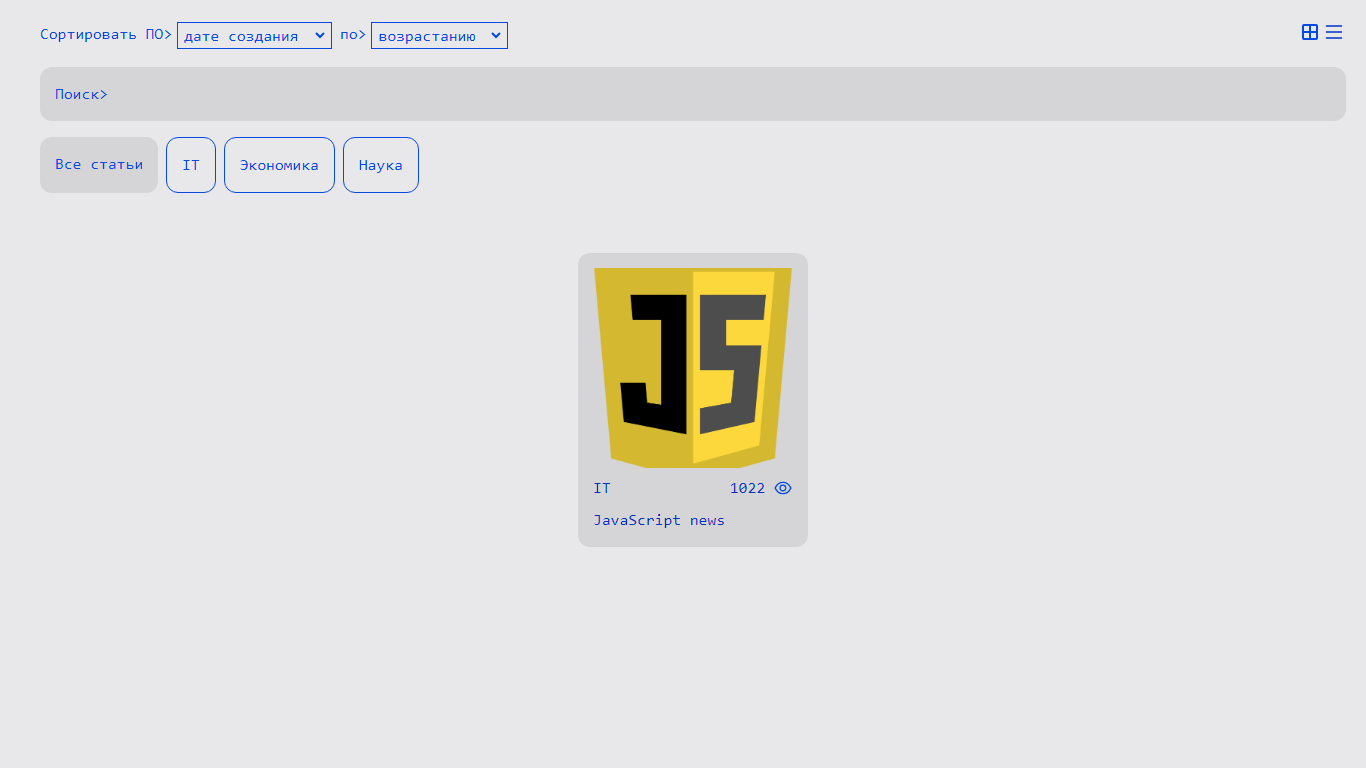 Сортировать ПО> дате создания по> возрастанию
Поиск>
Все статьи IT Экономика Наука
JS
IT 1022
JavaScript news